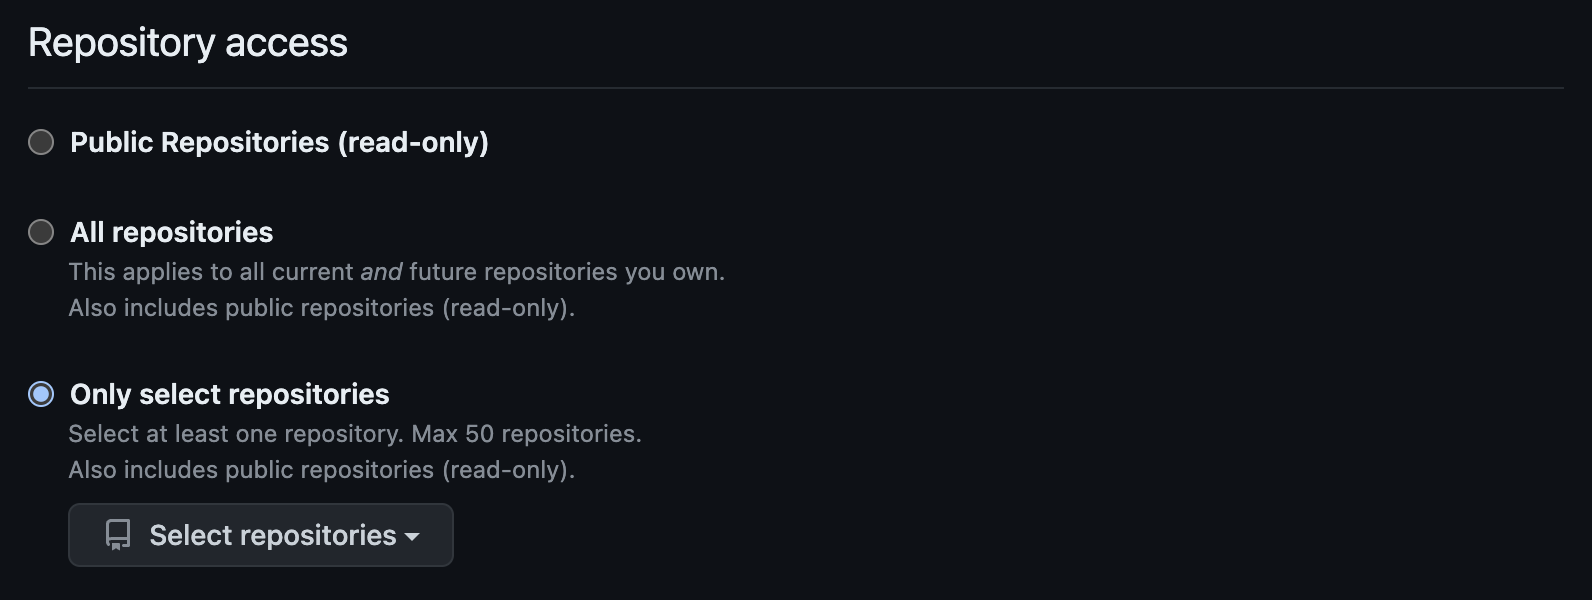 Repository access
Public Repositories (read-only)
All repositories
This applies to all current and future repositories you own.
Also includes public repositories (read-only).
Only select repositories
Select at least one repository. Max 50 repositories.
Also includes public repositories (read-only).
Select repositories